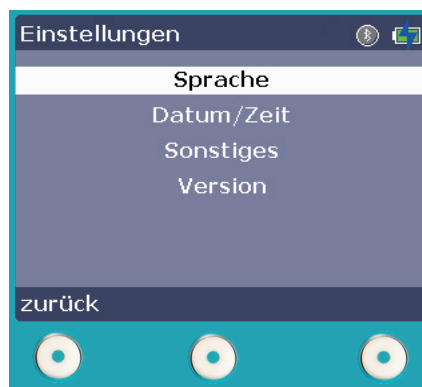 Einstellungen
Sprache
Datum/Zeit
Sonstiges
Version
zurück